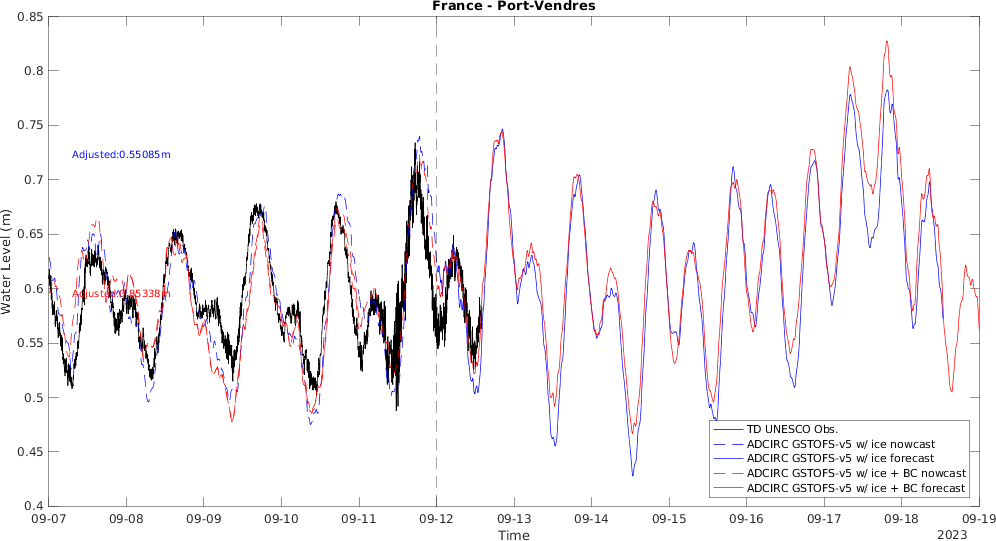 France - Port-Vendres
Water Level (m)
0.85
0.8
0.75
0.7
0.65
0.6
0.55
0.5
0.45
0.4
Adjusted:0.55085m
Adjusted:0.85338m
TD UNESCO Obs.
ADCIRC GSTOFS-v5 w/ ice nowcast
ADCIRC GSTOFS-v5 w/ ice forecast
ADCIRC GSTOFS-v5 w/ ice + BC nowcast
ADCIRC GSTOFS-v5 w/ ice + BC forecast
09-07 09-08 09-09 09-10 09-11 09-12 09-13 09-14 09-15 09-16 09-17 09-18 09-19
Time
2023